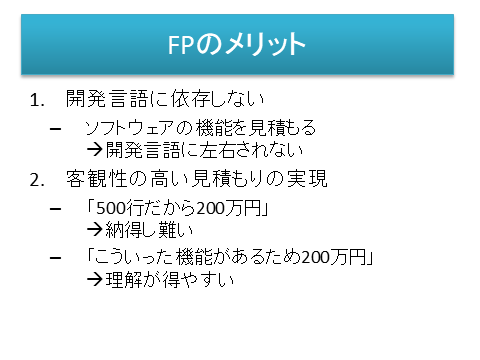 FPのメリット
1. 開発言語に依存しない
– ソフトウェアの機能を見積もる
→開発言語に左右されない
2. 客観性の高い見積もりの実現
– 「500行だから200万円」
→納得し難い
– 「こういった機能があるため200万円」
→理解が得やすい